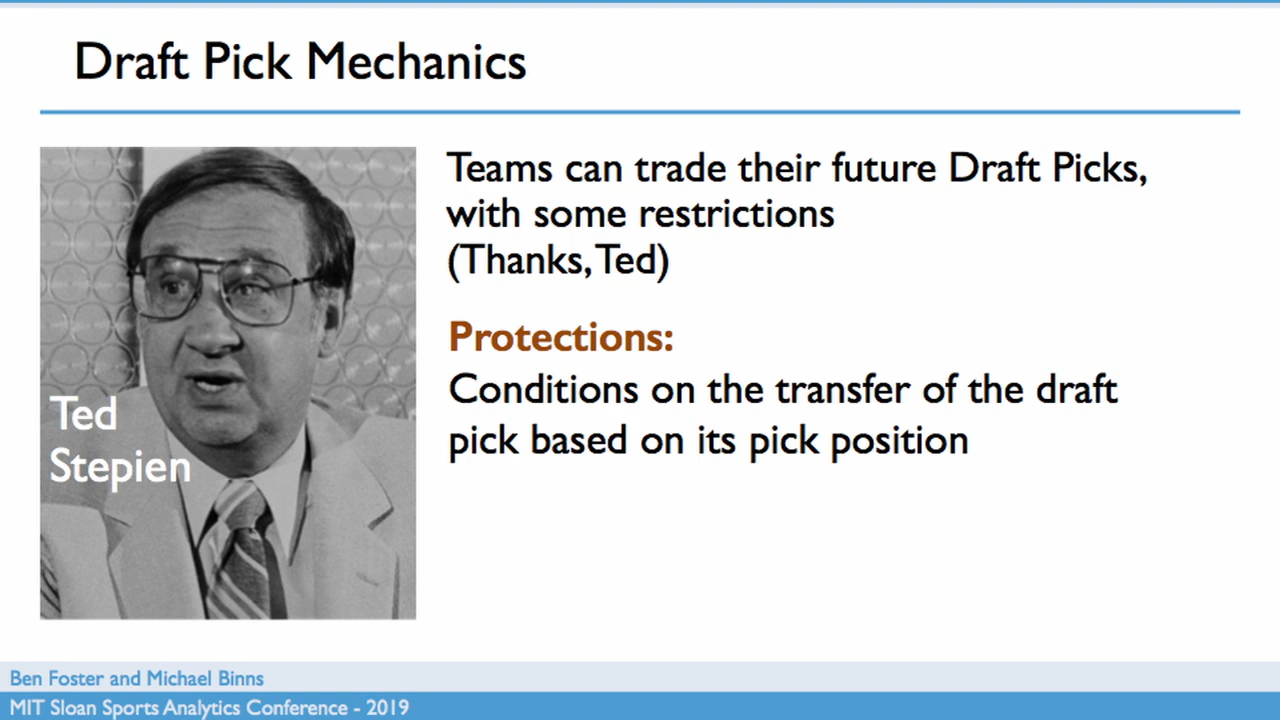 Draft Pick Mechanics
Teams can trade their future Draft Picks,
with some restrictions
(Thanks, Ted)
Protections:
Conditions on the transfer of the draft
pick based on its pick position
Ted
Stepien
Ben Foster and Michael Binns
MIT Sloan Sports Analytics Conference - 2019